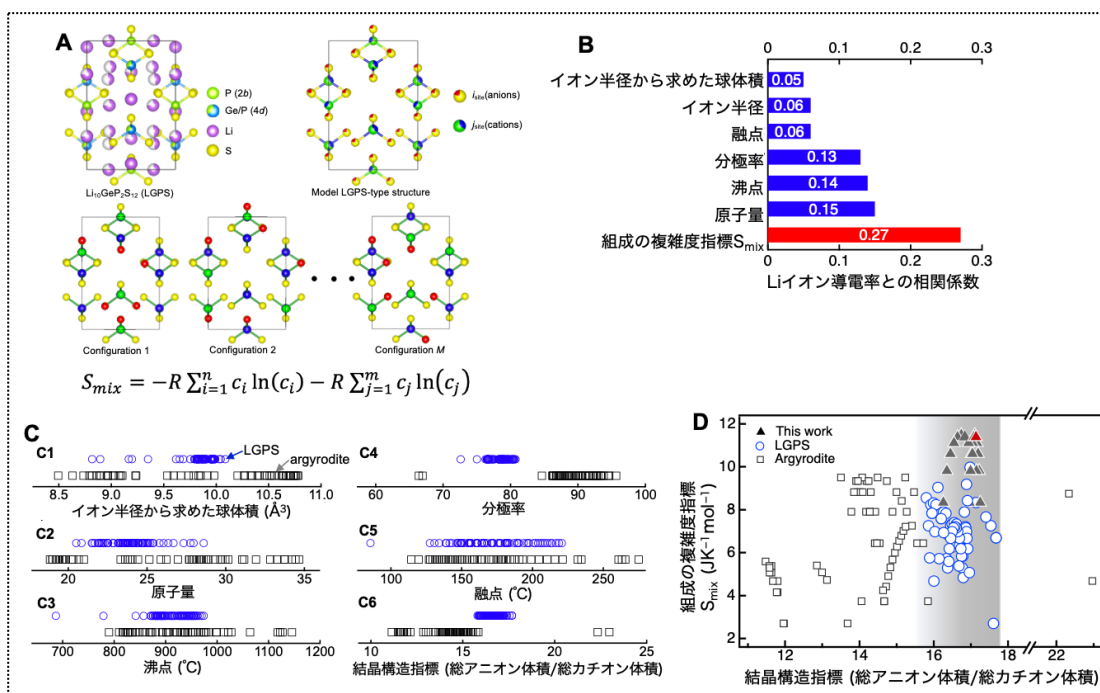 A
P (2b)
Ge/P (4d)
Li
S
Li₁₀GeP₂S₁₂ (LGPS)
i_site(anions)
j_site(cations)
Model LGPS-type structure
Configuration 1
Configuration 2
• • •
Configuration M
S_mix = −R ∑ⁿᵢ₌₁ cᵢ ln(cᵢ) − R ∑ᵐⱼ₌₁ cⱼ ln(cⱼ)
B
0 0.1 0.2 0.3
イオン半径から求めた球体積 0.05
イオン半径 0.06
融点 0.06
分極率 0.13
沸点 0.14
原子量 0.15
組成の複雑度指標S_mix 0.27
0 0.1 0.2 0.3
Liイオン導電率との相関係数
C
C1
LGPS
argyrodite
8.5 9.0 9.5 10.0 10.5 11.0
イオン半径から求めた球体積 (Å³)
C2
20 25 30 35
原子量
C3
700 800 900 1000 1100 1200
沸点 (℃)
C4
60 70 80 90 100
分極率
C5
100 150 200 250
融点 (℃)
C6
10 15 20 25
結晶構造指標 (総アニオン体積/総カチオン体積)
D
This work
LGPS
Argyrodite
12
10
8
6
4
2
組成の複雑度指標
S_mix (JK⁻¹mol⁻¹)
12 14 16 18 22
結晶構造指標 (総アニオン体積/総カチオン体積)